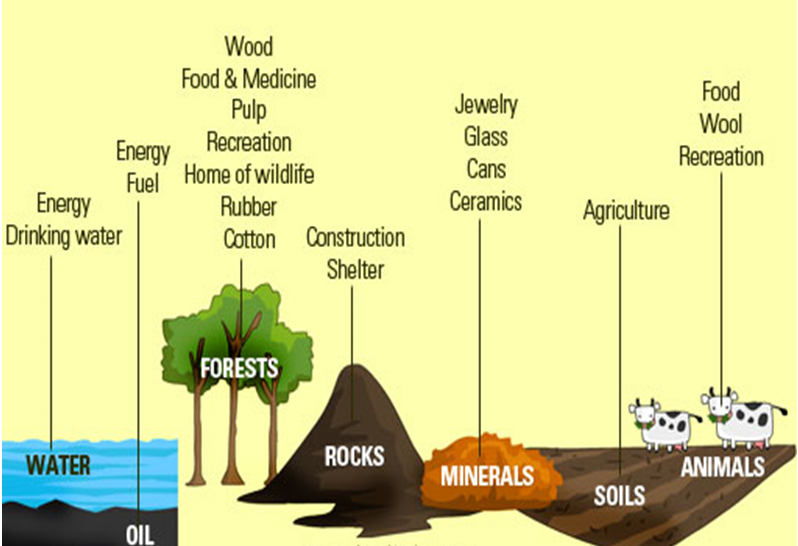 Energy
Drinking water
Energy
Fuel
Wood
Food & Medicine
Pulp
Recreation
Home of wildlife
Rubber
Cotton
Construction
Shelter
Jewelry
Glass
Cans
Ceramics
Agriculture
Food
Wool
Recreation
WATER
OIL
FORESTS
ROCKS
MINERALS
SOILS
ANIMALS